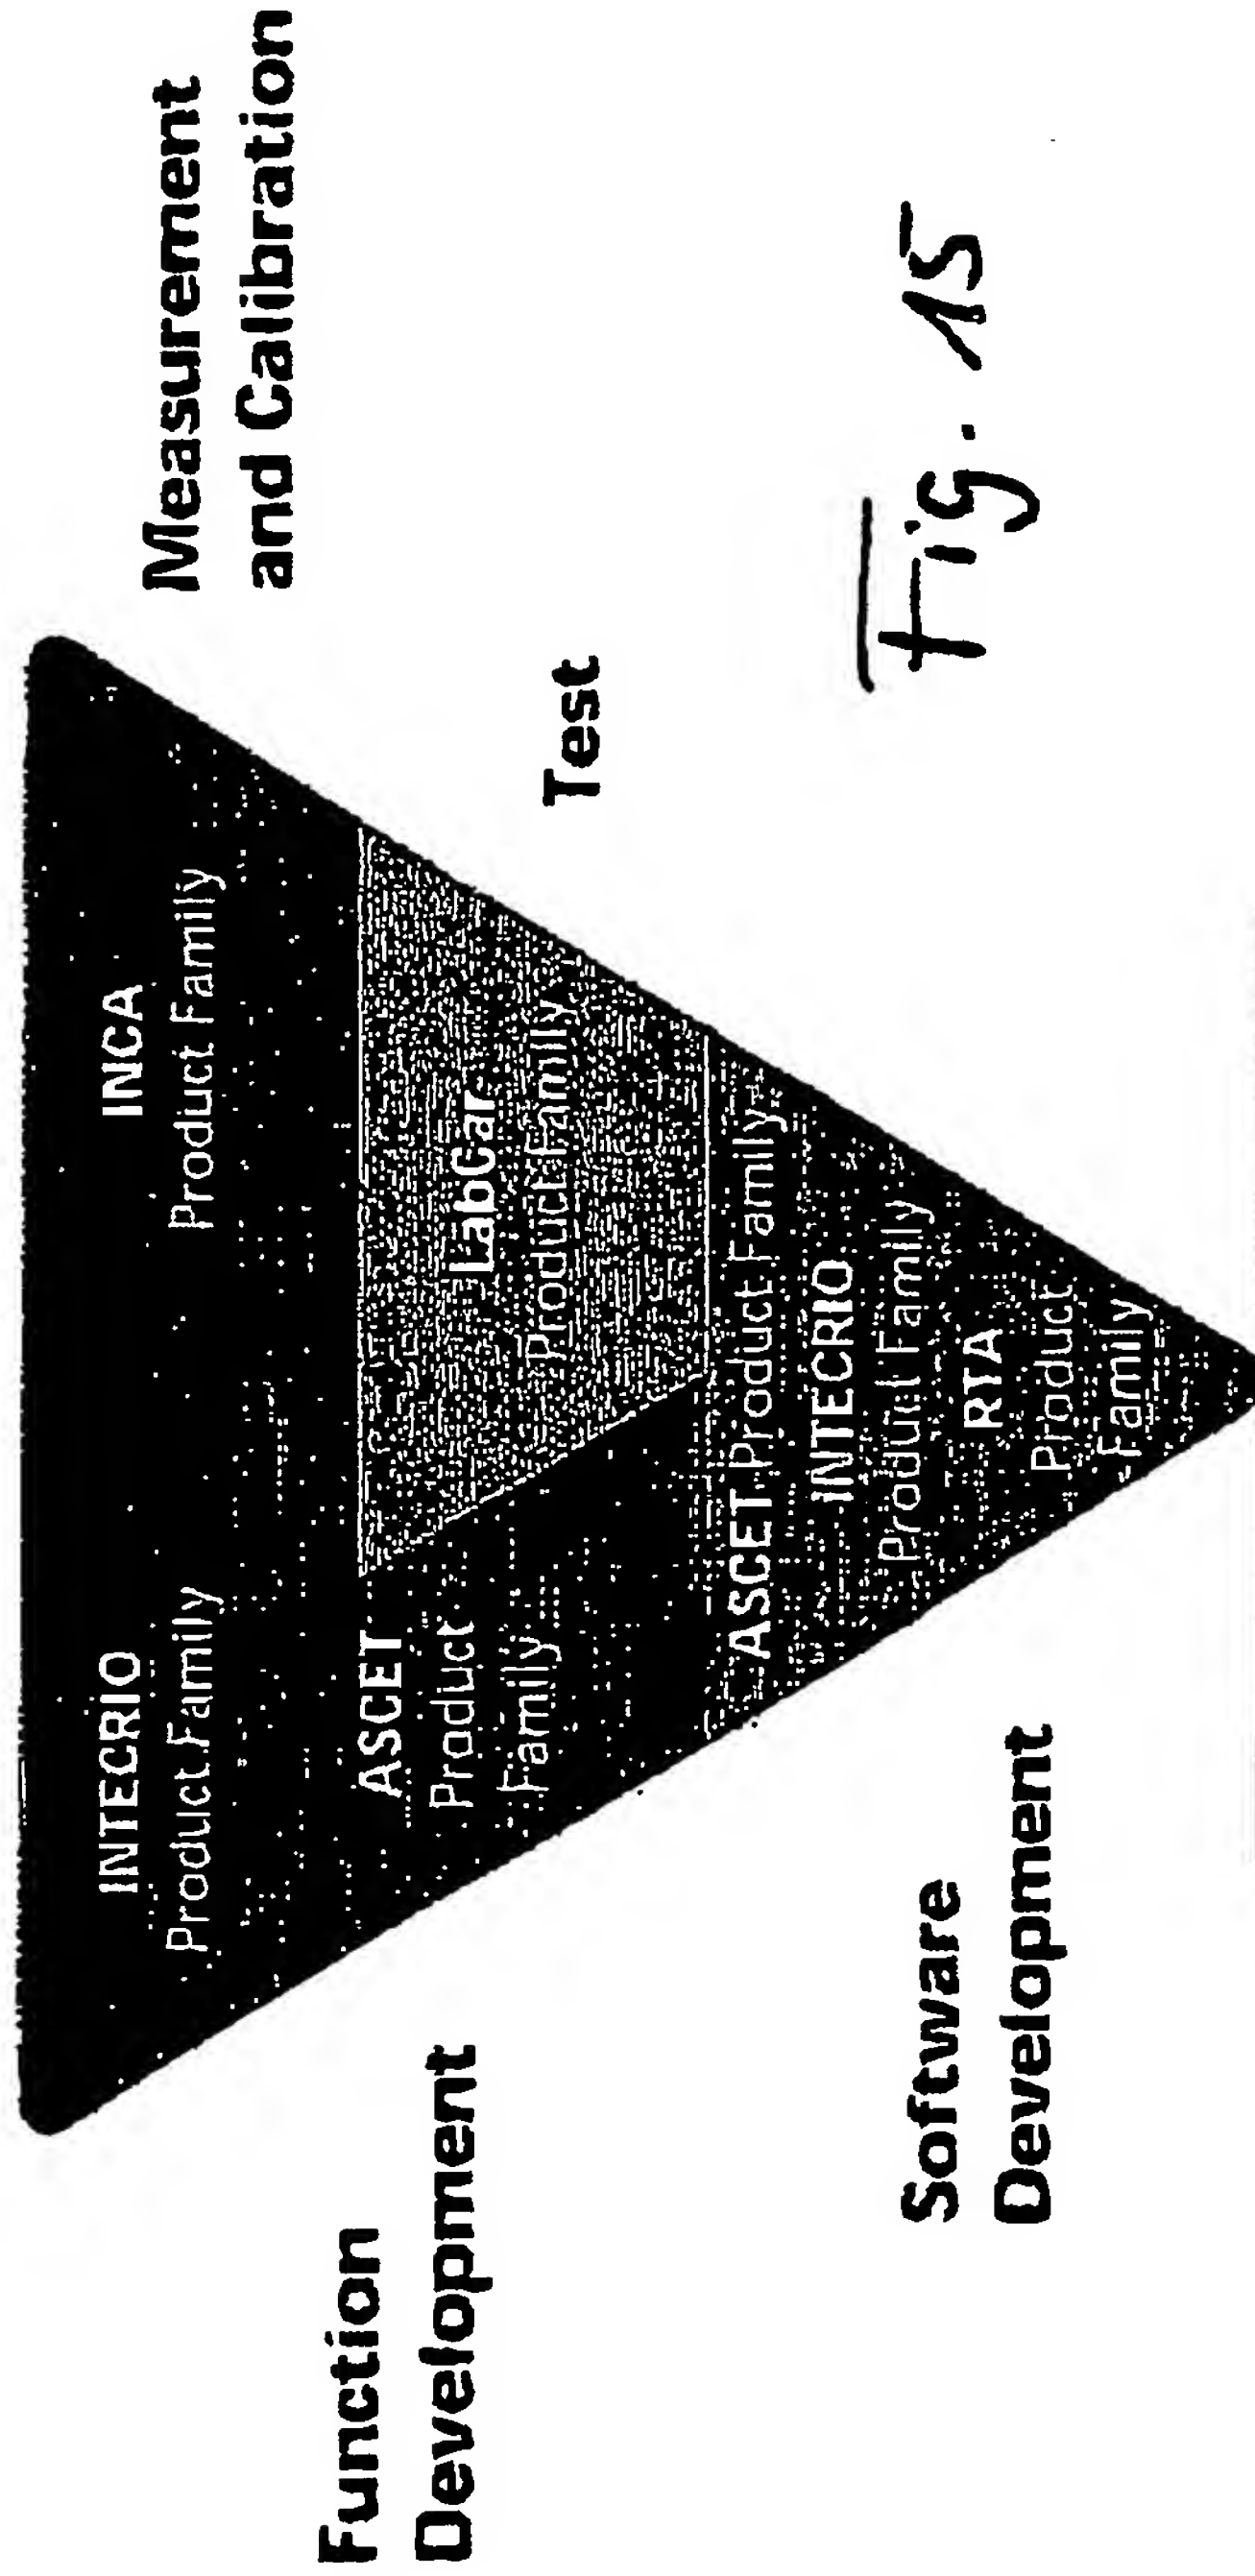 Measurement
and Calibration
INTECRIO
Product Family
INCA
Product Family
Function
Development
ASCET
Product
Family
LabCar
Product Family
Test
ASCET Product Family
INTECRIO
Product Family
RTA
Product
Family
Software
Development
Fig. 15